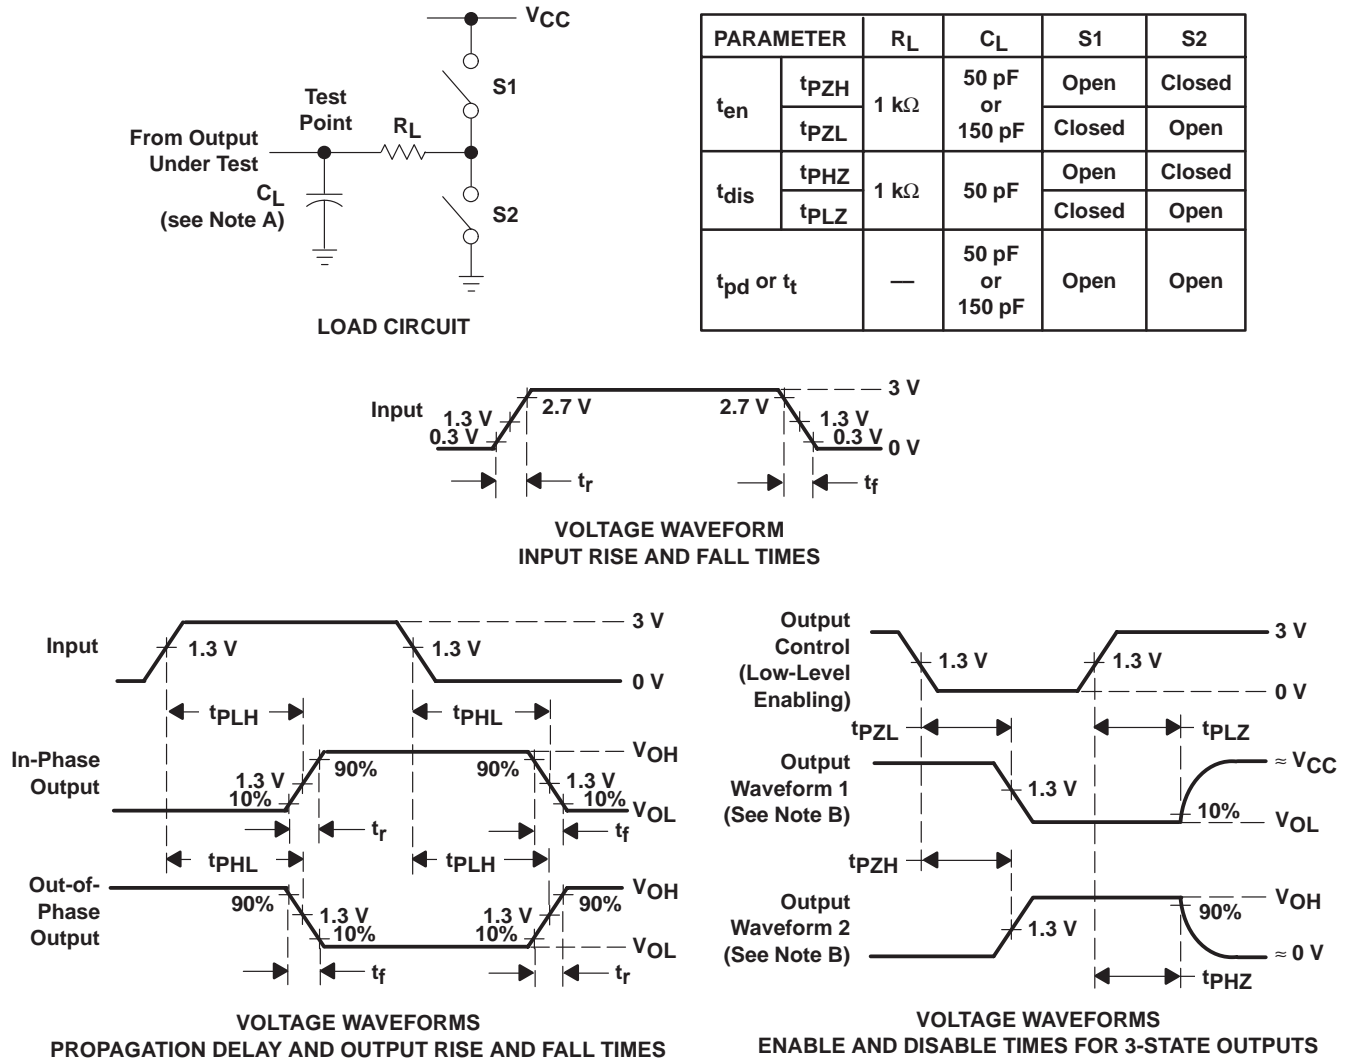 VCC
S1
Test
Point
RL
From Output
Under Test
CL
(see Note A)
S2
LOAD CIRCUIT
PARAMETER RL CL S1 S2
ten tPZH 1 kΩ 50 pF or 150 pF Open Closed
tPZL Closed Open
tdis tPHZ 1 kΩ 50 pF Open Closed
tPLZ Closed Open
tpd or tt — 50 pF or 150 pF Open Open
Input
3 V
2.7 V 2.7 V
1.3 V 1.3 V
0.3 V 0.3 V
0 V
tr tf
VOLTAGE WAVEFORM
INPUT RISE AND FALL TIMES
Input
3 V
1.3 V 1.3 V
0 V
tPLH tPHL
In-Phase
Output
VOH
90% 90%
1.3 V 1.3 V
10% 10%
VOL
tr tf
tPHL tPLH
Out-of-
Phase
Output
VOH
90% 90%
1.3 V 1.3 V
10% 10%
VOL
tf tr
VOLTAGE WAVEFORMS
PROPAGATION DELAY AND OUTPUT RISE AND FALL TIMES
Output
Control
(Low-Level
Enabling)
3 V
1.3 V 1.3 V
0 V
tPZL tPLZ
Output
Waveform 1
(See Note B)
≈ VCC
1.3 V
10%
VOL
tPZH
Output
Waveform 2
(See Note B)
VOH
90%
1.3 V
≈ 0 V
tPHZ
VOLTAGE WAVEFORMS
ENABLE AND DISABLE TIMES FOR 3-STATE OUTPUTS